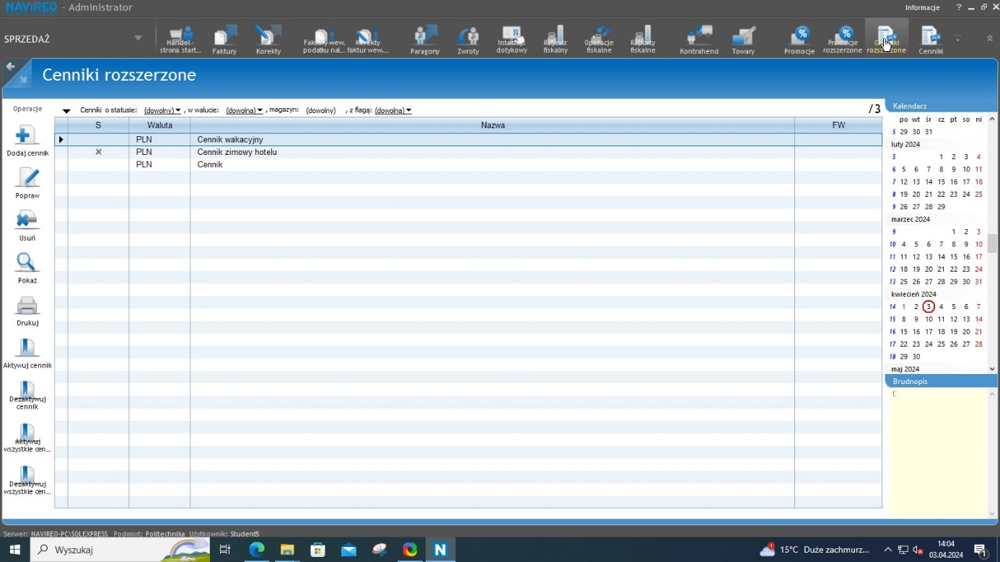 NAVIREO - Administrator
Informacje ?
SPRZEDAŻ
Handel -
strona start...
Faktury
Korekty
Faktury wew.
podatku nal...
Korekty
faktur wew....
Paragony
Zwroty
Internis
dotykowy
Rejestr
fiskalny
Operacje
fiskalne
Raporty
fiskalne
Kontrahend
Towary
Promocje
Promocje
rozszerzone
Cenniki
rozszerzone
Cenniki
Cenniki rozszerzone
Operacje
Cenniki o statusie: (dowolny) , w walucie: (dowolna) , magazyn: (dowolny) , z flagą: (dowolna) /3
S Waluta Nazwa FW
PLN Cennik wakacyjny
X PLN Cennik zimowy hotelu
PLN Cennik
Dodaj cennik
Popraw
Usuń
Pokaż
Drukuj
Aktywuj cennik
Dezaktywuj
cennik
Aktywuj
wszystkie cen...
Dezaktywuj
wszystkie cen...
Kalendarz
po wt śr cz pt so ni
5 29 30 31
luty 2024
5 1 2 3 4
6 5 6 7 8 9 10 11
7 12 13 14 15 16 17 18
8 19 20 21 22 23 24 25
9 26 27 28 29
marzec 2024
9 1 2 3
10 4 5 6 7 8 9 10
11 11 12 13 14 15 16 17
12 18 19 20 21 22 23 24
13 25 26 27 28 29 30 31
kwiecień 2024
14 1 2 3 4 5 6 7
15 8 9 10 11 12 13 14
16 15 16 17 18 19 20 21
17 22 23 24 25 26 27 28
18 29 30
maj 2024
Brudnopis
(:
Serwer: NAVIREO-PC\SQLEXPRESS Podmiot: Politechnika Użytkownik: Student5
Wyszukaj
N
15°C Duże zachmurz...
14:04
03.04.2024
1